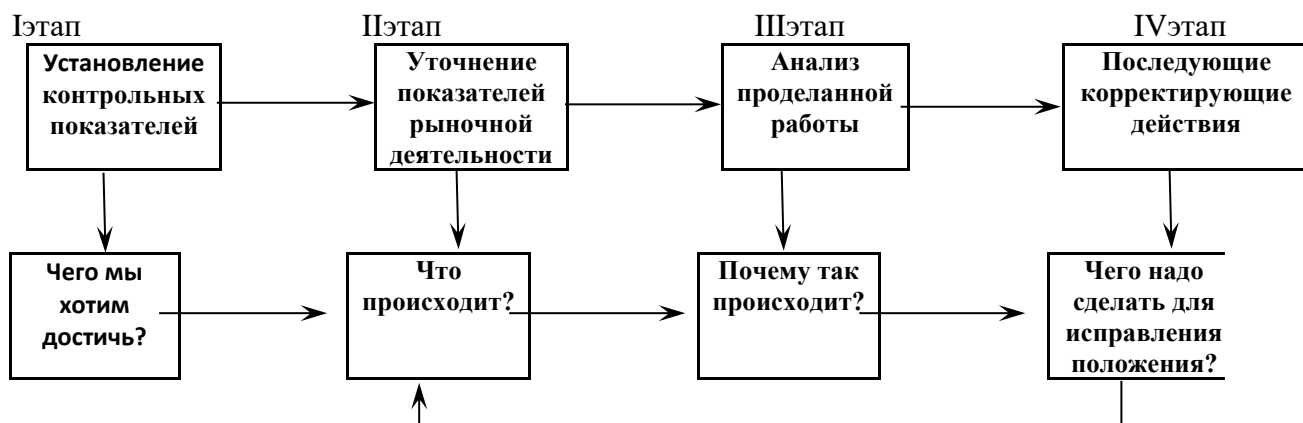 Iэтап
IIэтап
IIIэтап
IVэтап
Установление
контрольных
показателей
Уточнение
показателей
рыночной
деятельности
Анализ
проделанной
работы
Последующие
корректирующие
действия
Чего мы
хотим
достичь?
Что
происходит?
Почему так
происходит?
Чего надо
сделать для
исправления
положения?